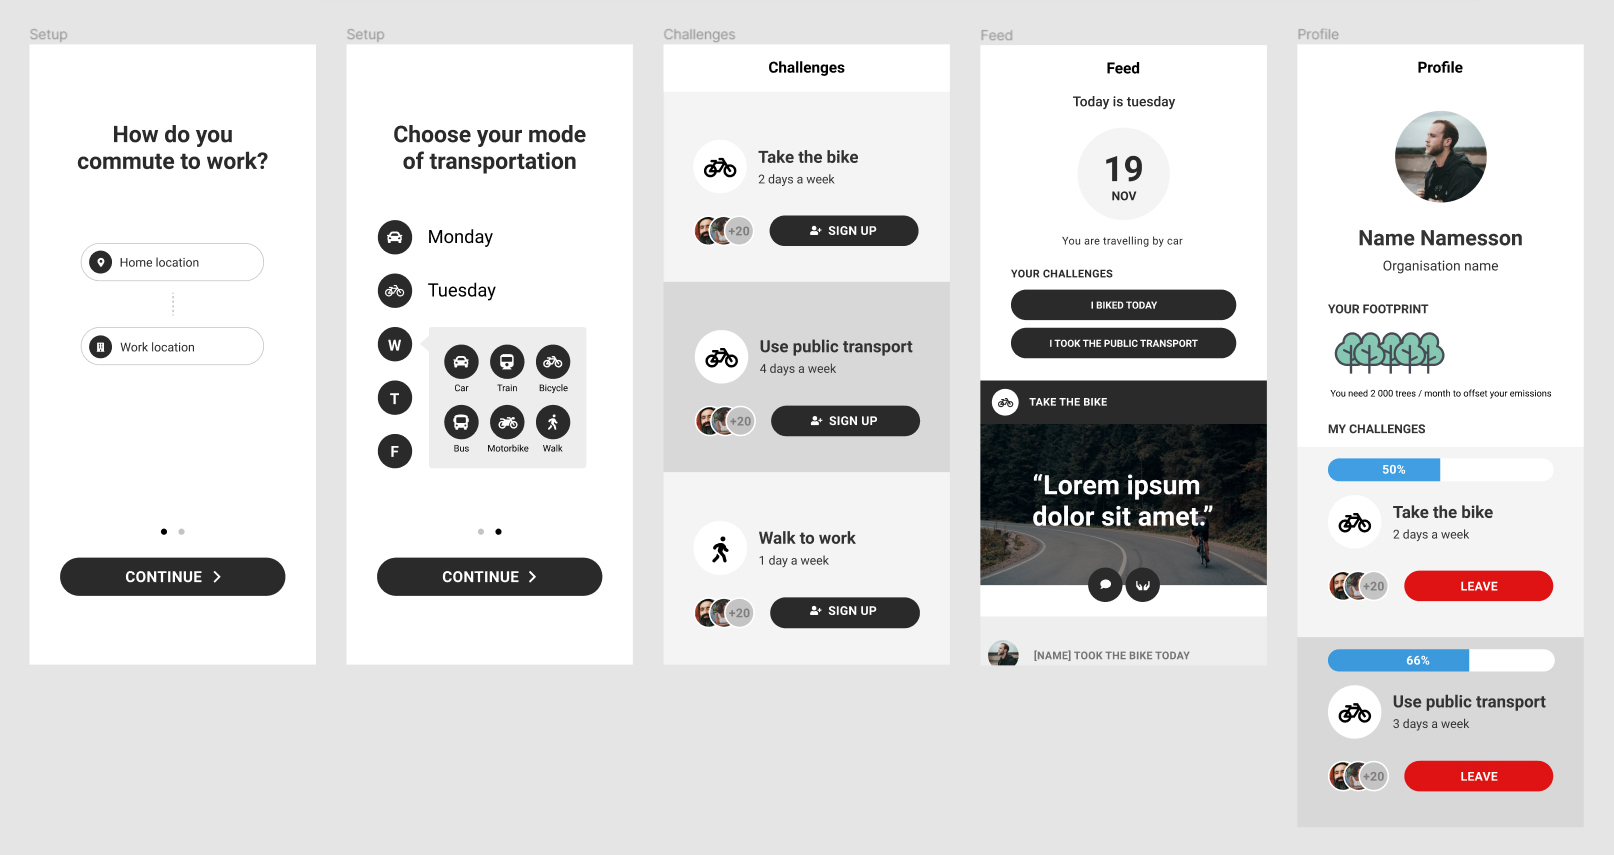 Setup
How do you
commute to work?
Home location
Work location
CONTINUE
Setup
Choose your mode
of transportation
Monday
Tuesday
W
T
F
Car Train Bicycle
Bus Motorbike Walk
CONTINUE
Challenges
Challenges
Take the bike
2 days a week
+20
SIGN UP
Use public transport
4 days a week
+20
SIGN UP
Walk to work
1 day a week
+20
SIGN UP
Feed
Feed
Today is tuesday
19
NOV
You are travelling by car
YOUR CHALLENGES
I BIKED TODAY
I TOOK THE PUBLIC TRANSPORT
TAKE THE BIKE
“Lorem ipsum
dolor sit amet.”
[NAME] TOOK THE BIKE TODAY
Profile
Profile
Name Namesson
Organisation name
YOUR FOOTPRINT
You need 2 000 trees / month to offset your emissions
MY CHALLENGES
50%
Take the bike
2 days a week
+20
LEAVE
66%
Use public transport
3 days a week
+20
LEAVE